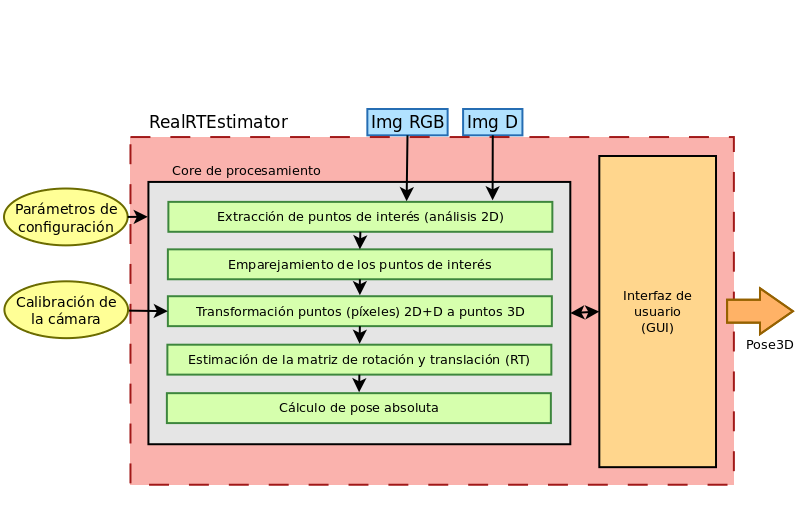 RealRTEstimator
Img RGB
Img D
Core de procesamiento
Parámetros de
configuración
Calibración de
la cámara
Extracción de puntos de interés (análisis 2D)
Emparejamiento de los puntos de interés
Transformación puntos (píxeles) 2D+D a puntos 3D
Estimación de la matriz de rotación y translación (RT)
Cálculo de pose absoluta
Interfaz de
usuario
(GUI)
Pose3D